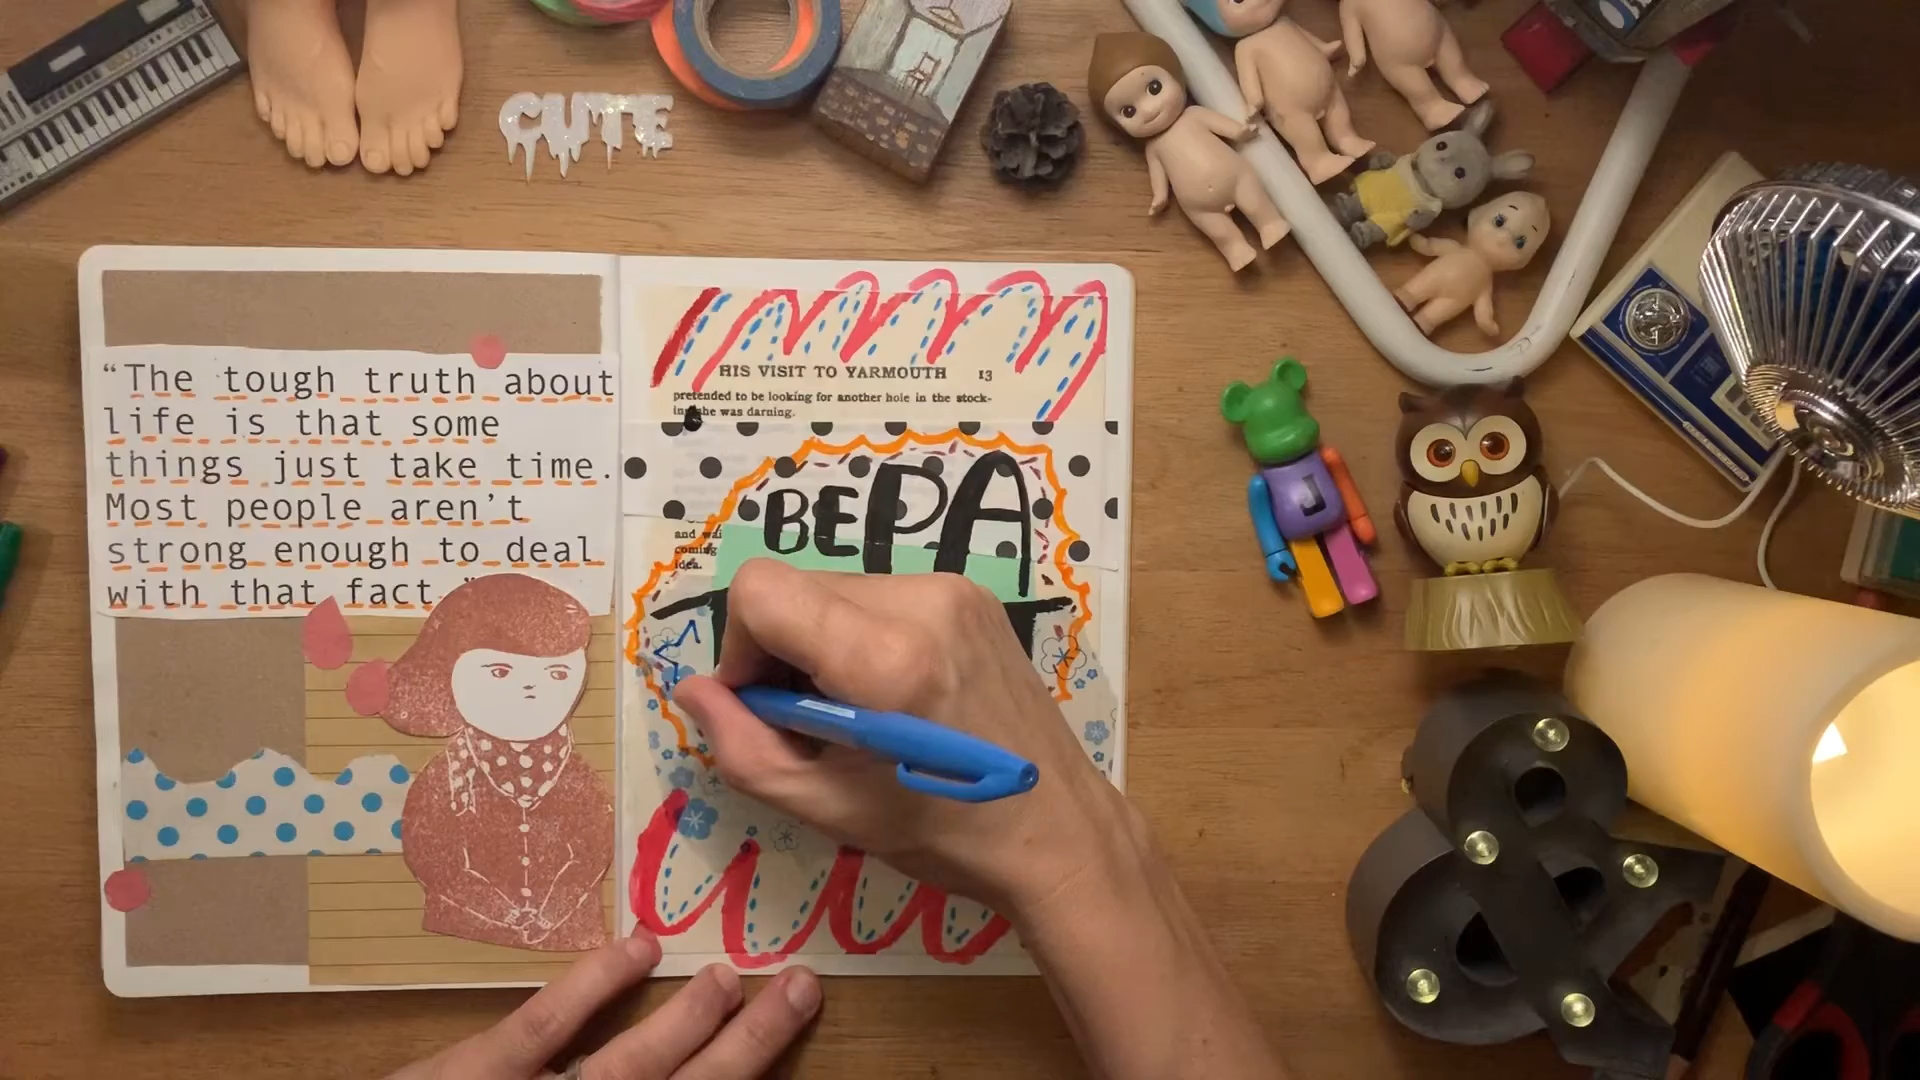 CUTE
“The tough truth about
life is that some
things just take time.
Most people aren’t
strong enough to deal
with that fact.”
HIS VISIT TO YARMOUTH 13
pretended to be looking for another hole in the stock-
ing she was darning.
BEPA
and wai
coming
idea.
J
&